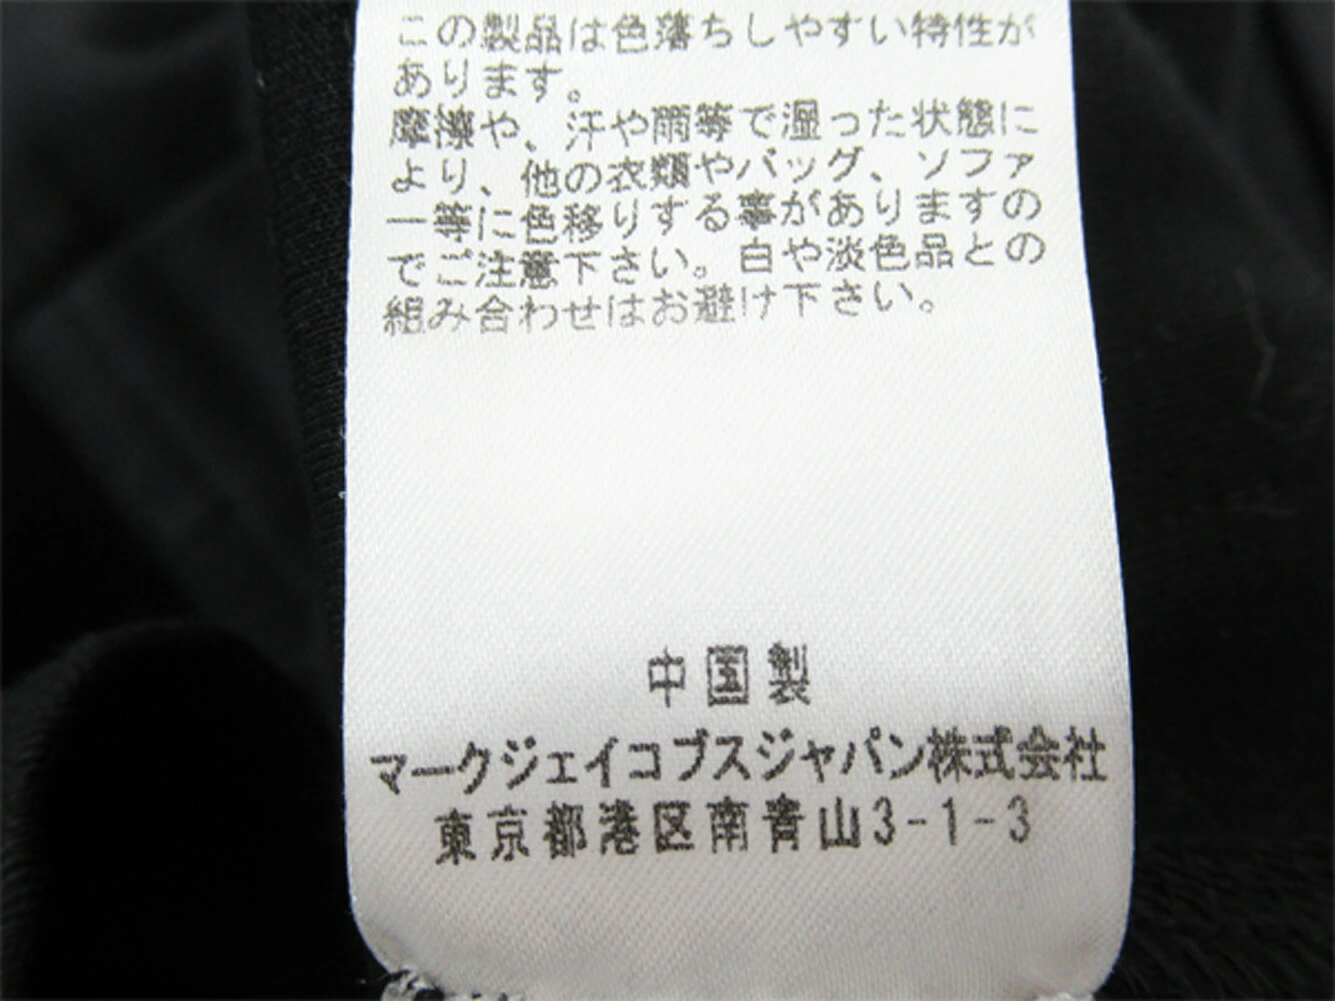 この製品は色落ちしやすい特性が
あります。
摩擦や、汗や雨等で湿った状態に
より、他の衣類やバッグ、ソファ
ー等に色移りする事がありますの
でご注意下さい。白や淡色品との
組み合わせはお避け下さい。
中国製
マークジェイコブスジャパン株式会社
東京都港区南青山3-1-3